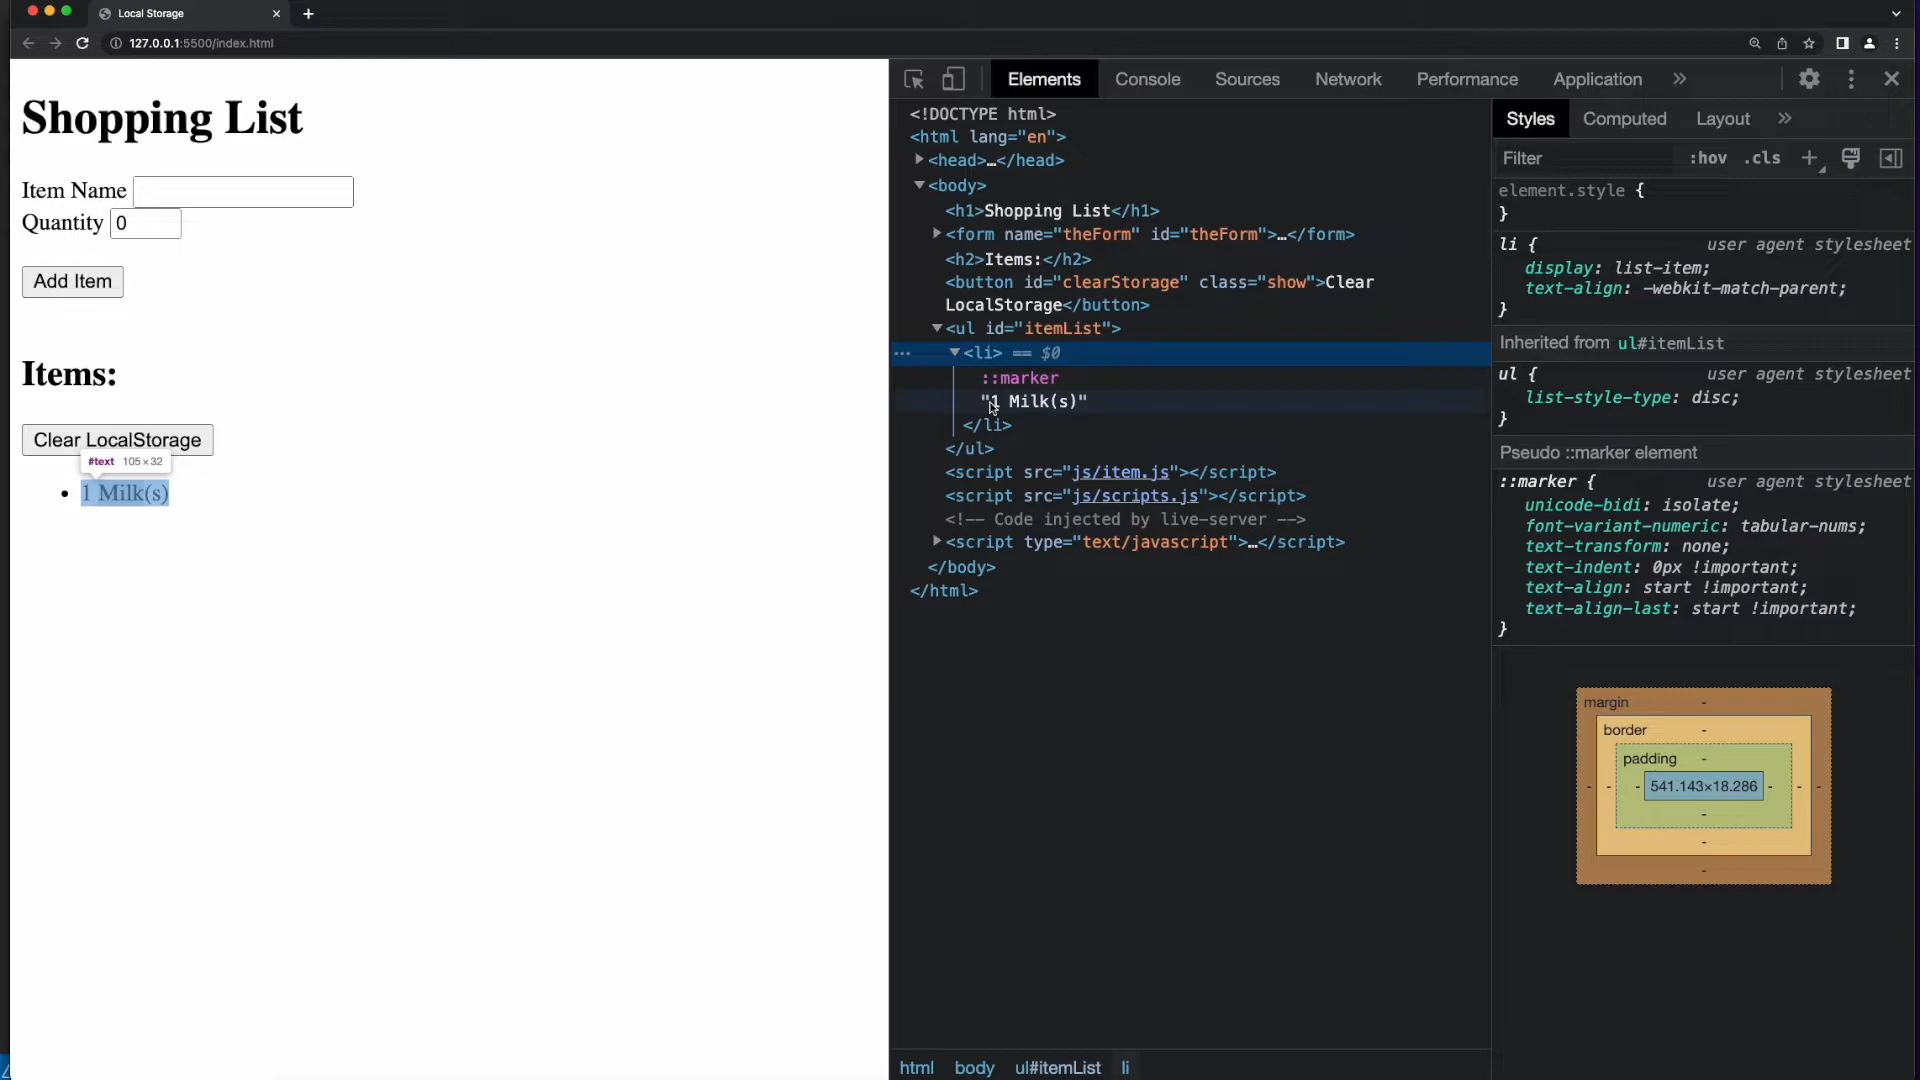 Local Storage
127.0.0.1:5500/index.html
Shopping List
Item Name
Quantity 0
Add Item
Items:
Clear LocalStorage
#text 105×32
1 Milk(s)
Elements Console Sources Network Performance Application
<!DOCTYPE html>
<html lang="en">
<head>…</head>
<body>
<h1>Shopping List</h1>
<form name="theForm" id="theForm">…</form>
<h2>Items:</h2>
<button id="clearStorage" class="show">Clear
LocalStorage</button>
<ul id="itemList">
<li> == $0
::marker
"1 Milk(s)"
</li>
</ul>
<script src="js/item.js"></script>
<script src="js/scripts.js"></script>
<!-- Code injected by live-server -->
<script type="text/javascript">…</script>
</body>
</html>
html body ul#itemList li
Styles Computed Layout
Filter :hov .cls
element.style {
}
li { user agent stylesheet
display: list-item;
text-align: -webkit-match-parent;
}
Inherited from ul#itemList
ul { user agent stylesheet
list-style-type: disc;
}
Pseudo ::marker element
::marker { user agent stylesheet
unicode-bidi: isolate;
font-variant-numeric: tabular-nums;
text-transform: none;
text-indent: 0px !important;
text-align: start !important;
text-align-last: start !important;
}
margin -
border -
padding -
- - - 541.143×18.286 - - -
-
-
-